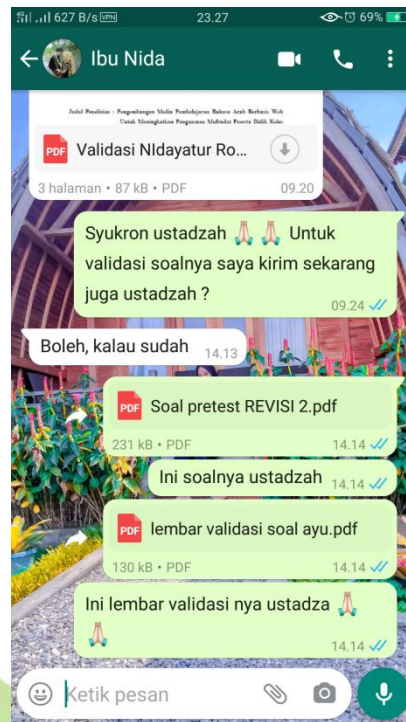 627 B/s VPN 23.27 69%
Ibu Nida
Judul Penelitian : Pengembangan Media Pembelajaran Bahasa Arab Berbasis Web
Untuk Meningkatkan Penguasaan Mufradat Peserta Didik Kelas
PDF Validasi NIdayatur Ro...
3 halaman • 87 kB • PDF 09.20
Syukron ustadzah 🙏🏻 🙏🏻 Untuk
validasi soalnya saya kirim sekarang
juga ustadzah ?
09.24
Boleh, kalau sudah 14.13
PDF Soal pretest REVISI 2.pdf
231 kB • PDF 14.14
Ini soalnya ustadzah 14.14
PDF lembar validasi soal ayu.pdf
130 kB • PDF 14.14
Ini lembar validasi nya ustadza 🙏🏻
🙏🏻
14.14
Ketik pesan